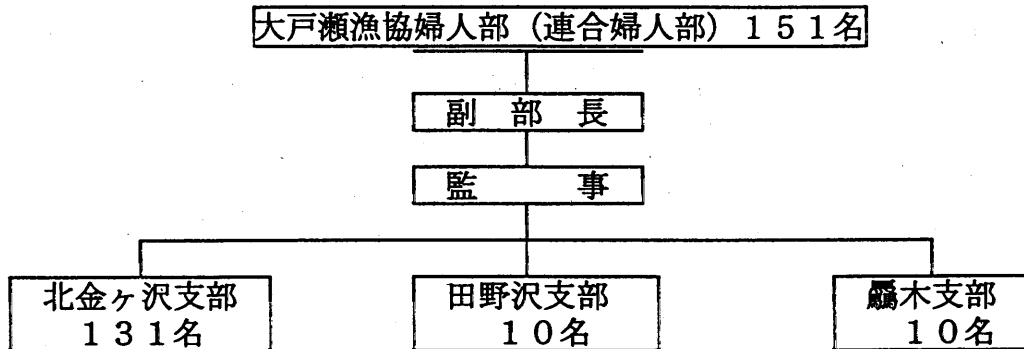 大戸瀬漁協婦人部（連合婦人部）１５１名
副部長
監事
北金ヶ沢支部
１３１名
田野沢支部
１０名
木支部
１０名